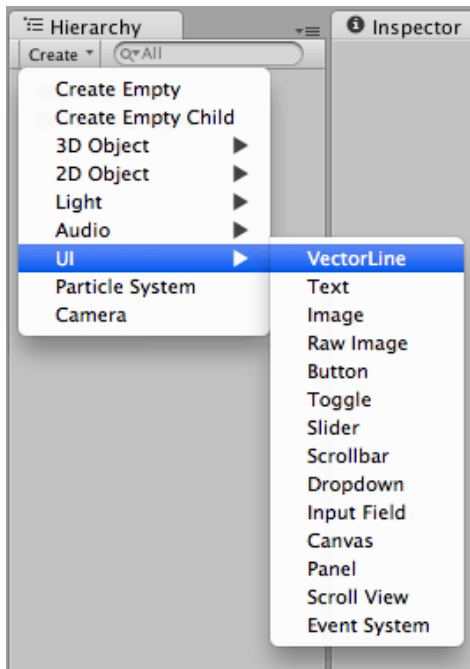 Hierarchy
Inspector
Create
All
Create Empty
Create Empty Child
3D Object
2D Object
Light
Audio
UI
Particle System
Camera
VectorLine
Text
Image
Raw Image
Button
Toggle
Slider
Scrollbar
Dropdown
Input Field
Canvas
Panel
Scroll View
Event System